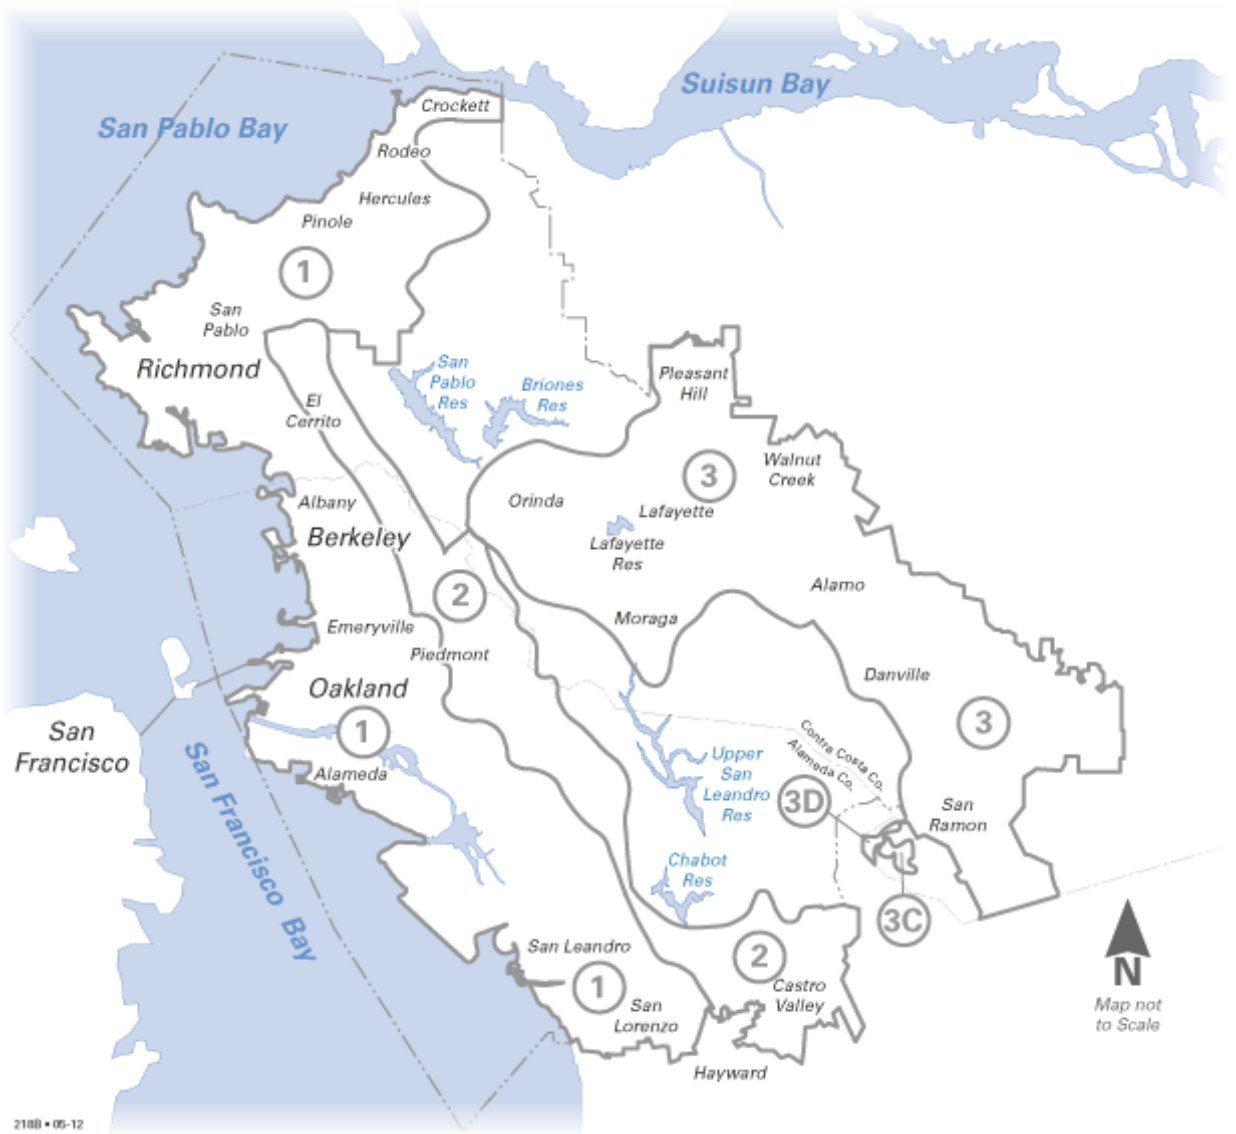 Suisun Bay
Crockett
San Pablo Bay
Rodeo
Hercules
Pinole
1
San
Pablo
Richmond
San
Pablo
Res
Briones
Res
Pleasant
Hill
El
Cerrito
Walnut
Creek
3
Orinda
Albany
Lafayette
Berkeley
Lafayette
Res
Alamo
2
Moraga
Emeryville
Piedmont
Danville
Oakland
3
San
Francisco
1
Alameda
San Francisco Bay
Contra Costa Co.
Alameda Co.
Upper
San
Leandro
Res
3D
San
Ramon
Chabot
Res
3C
San Leandro
2
1
Castro
Valley
San
Lorenzo
N
Map not
to Scale
Hayward
218B • 05-12